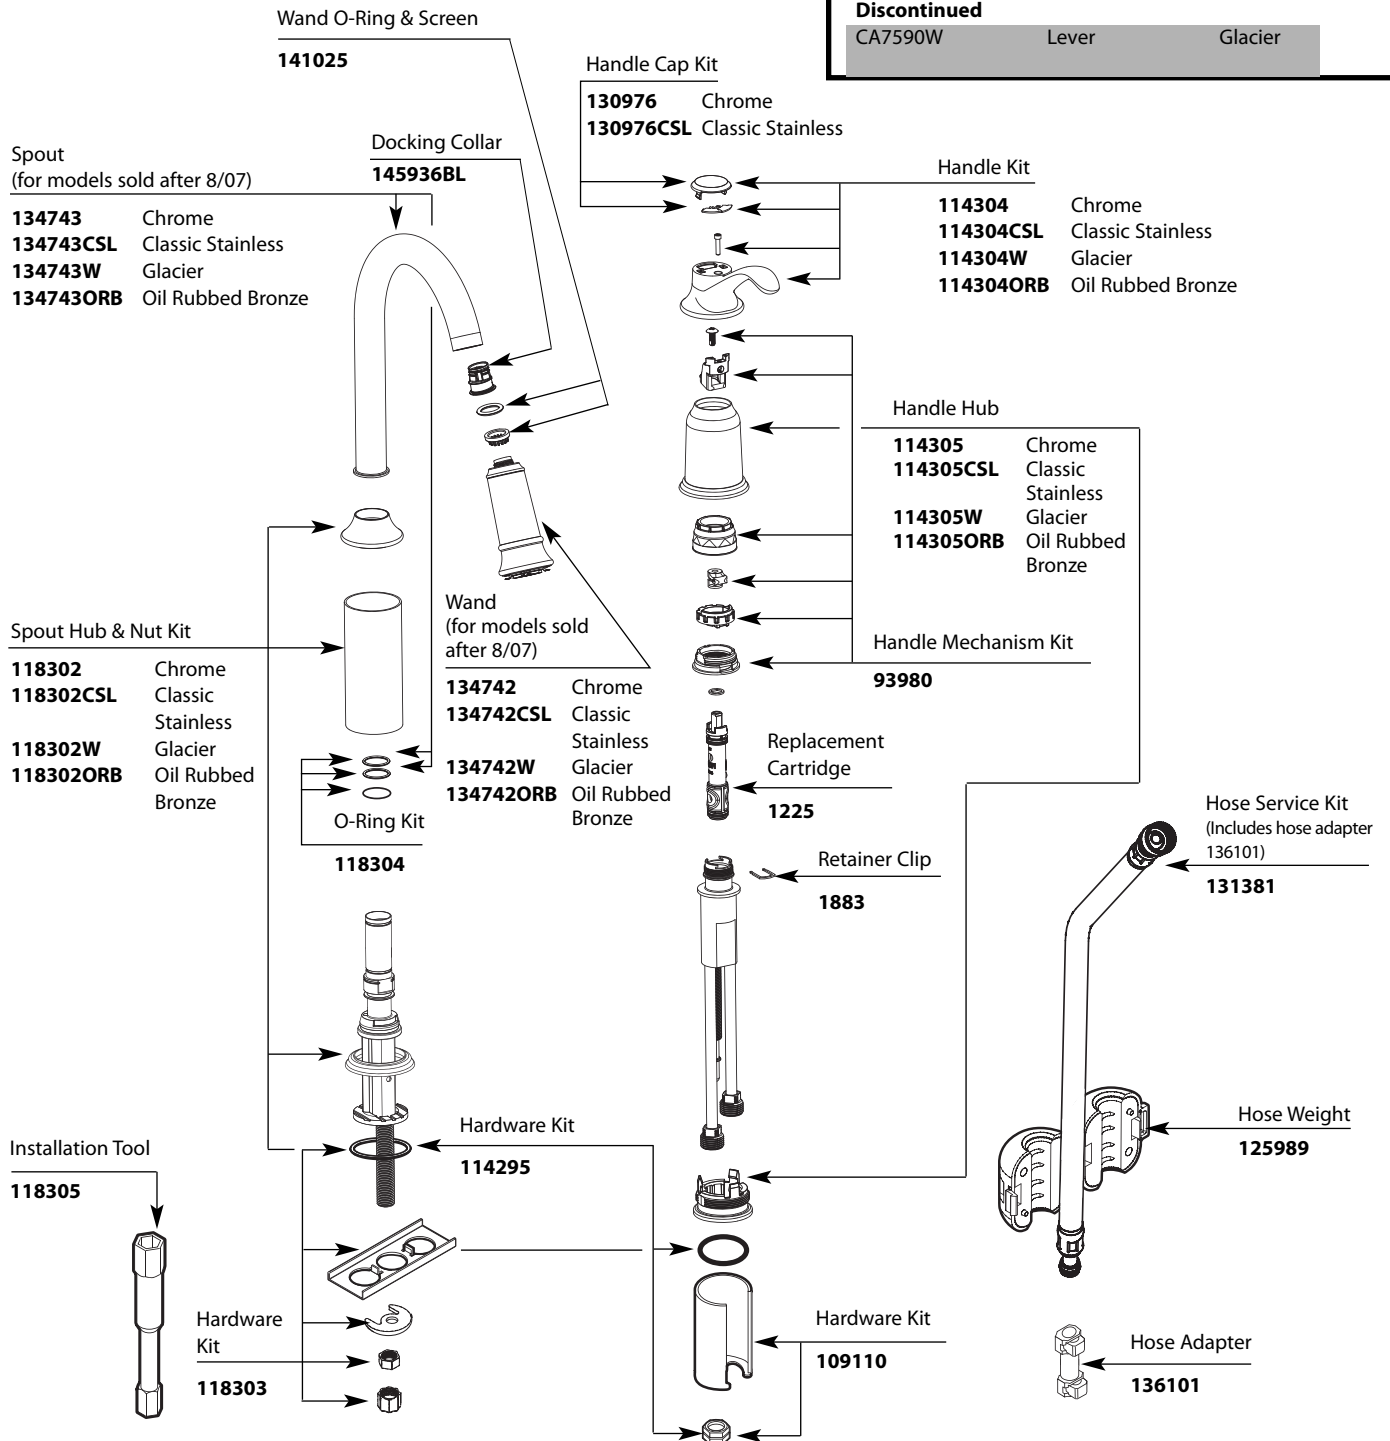 Discontinued
CA7590W Lever Glacier
Wand O-Ring & Screen
141025
Handle Cap Kit
130976 Chrome
130976CSL Classic Stainless
Docking Collar
145936BL
Spout
(for models sold after 8/07)
134743 Chrome
134743CSL Classic Stainless
134743W Glacier
134743ORB Oil Rubbed Bronze
Handle Kit
114304 Chrome
114304CSL Classic Stainless
114304W Glacier
114304ORB Oil Rubbed Bronze
Handle Hub
114305 Chrome
114305CSL Classic
Stainless
114305W Glacier
114305ORB Oil Rubbed
Bronze
Spout Hub & Nut Kit
118302 Chrome
118302CSL Classic
Stainless
118302W Glacier
118302ORB Oil Rubbed
Bronze
Wand
(for models sold
after 8/07)
134742 Chrome
134742CSL Classic
Stainless
134742W Glacier
134742ORB Oil Rubbed
Bronze
Handle Mechanism Kit
93980
Replacement
Cartridge
1225
O-Ring Kit
118304
Retainer Clip
1883
Hose Service Kit
(Includes hose adapter
136101)
131381
Hose Weight
125989
Installation Tool
118305
Hardware Kit
114295
Hardware
Kit
118303
Hardware Kit
109110
Hose Adapter
136101